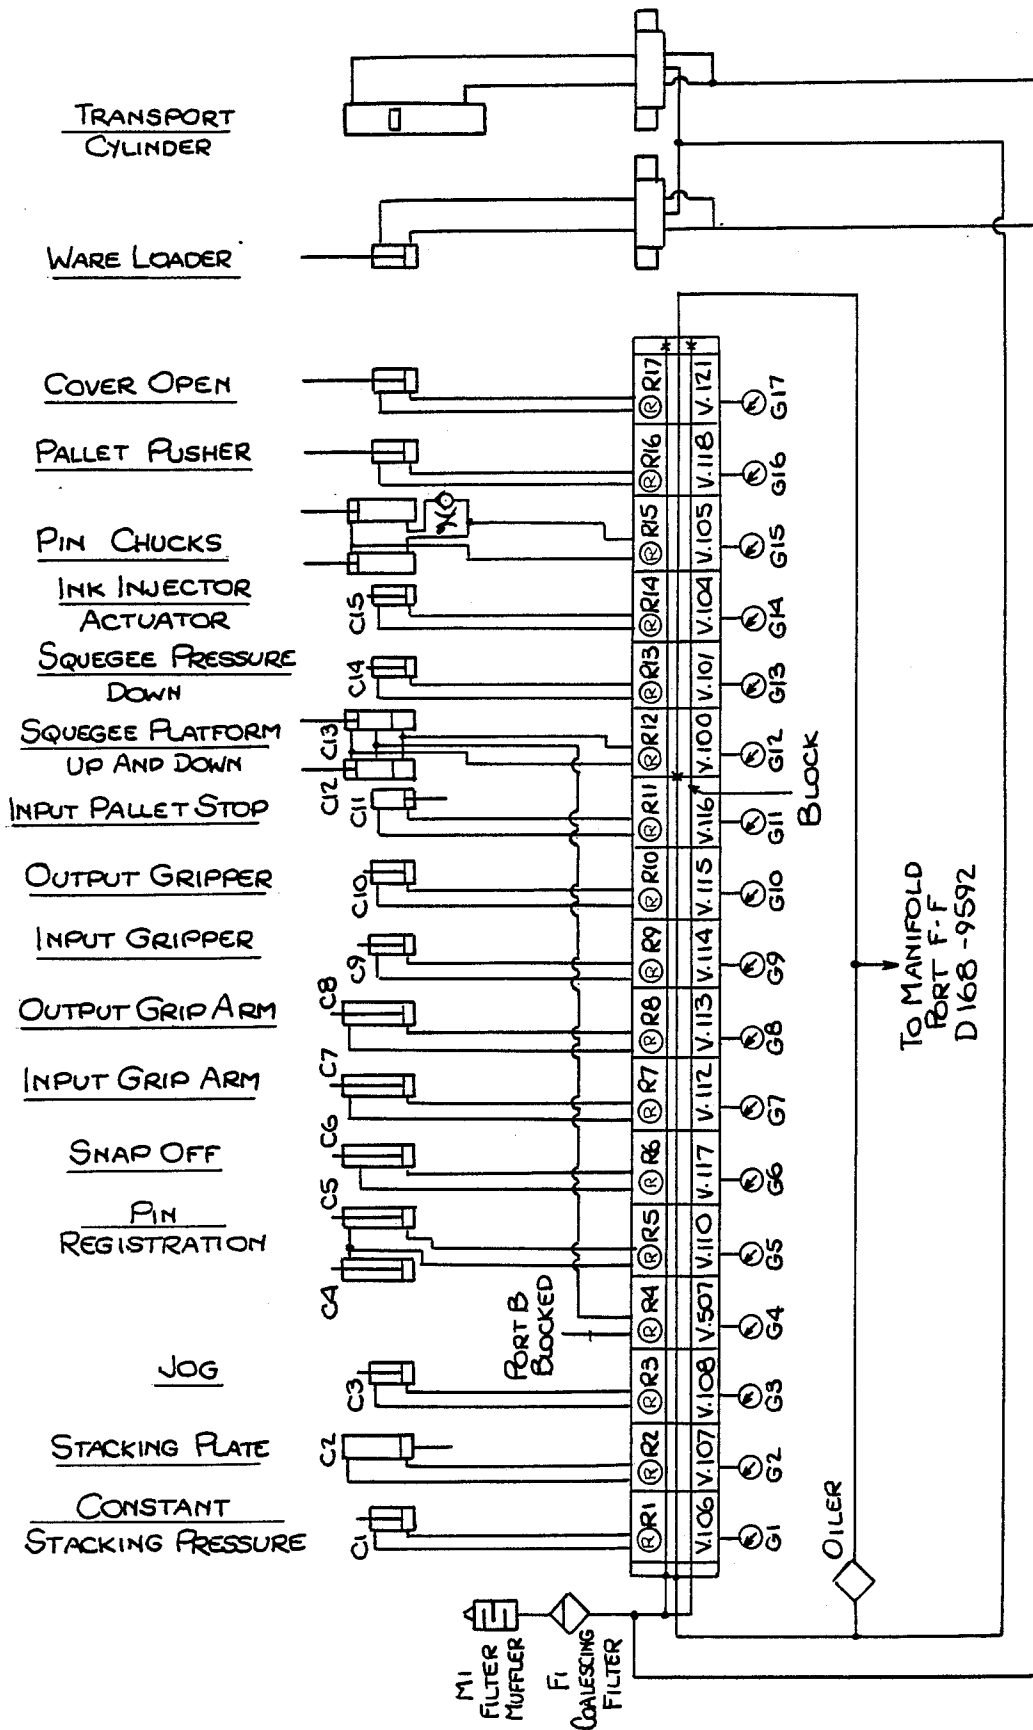 TRANSPORT
CYLINDER
WARE LOADER
COVER OPEN
PALLET PUSHER
PIN CHUCKS
INK INJECTOR
ACTUATOR
SQUEGEE PRESSURE
DOWN
SQUEGEE PLATFORM
UP AND DOWN
INPUT PALLET STOP
OUTPUT GRIPPER
INPUT GRIPPER
OUTPUT GRIP ARM
INPUT GRIP ARM
SNAP OFF
PIN
REGISTRATION
JOG
STACKING PLATE
CONSTANT
STACKING PRESSURE
C15
C14
C13
C12
C11
C10
C9
C8
C7
C6
C5
C4
C3
C2
C1
PORT B
BLOCKED
R R17 V.121 G17
R R16 V.118 G16
R R15 V.105 G15
R R14 V.104 G14
R R13 V.101 G13
R R12 V.100 G12
R R11 V.116 G11
R R10 V.115 G10
R R9 V.114 G9
R R8 V.113 G8
R R7 V.112 G7
R R6 V.117 G6
R R5 V.110 G5
R R4 V.507 G4
R R3 V.108 G3
R R2 V.107 G2
R R1 V.106 G1
BLOCK
TO MANIFOLD
PORT F-F
D168-9592
OILER
M1
FILTER
MUFFLER
F1
COALESCING
FILTER